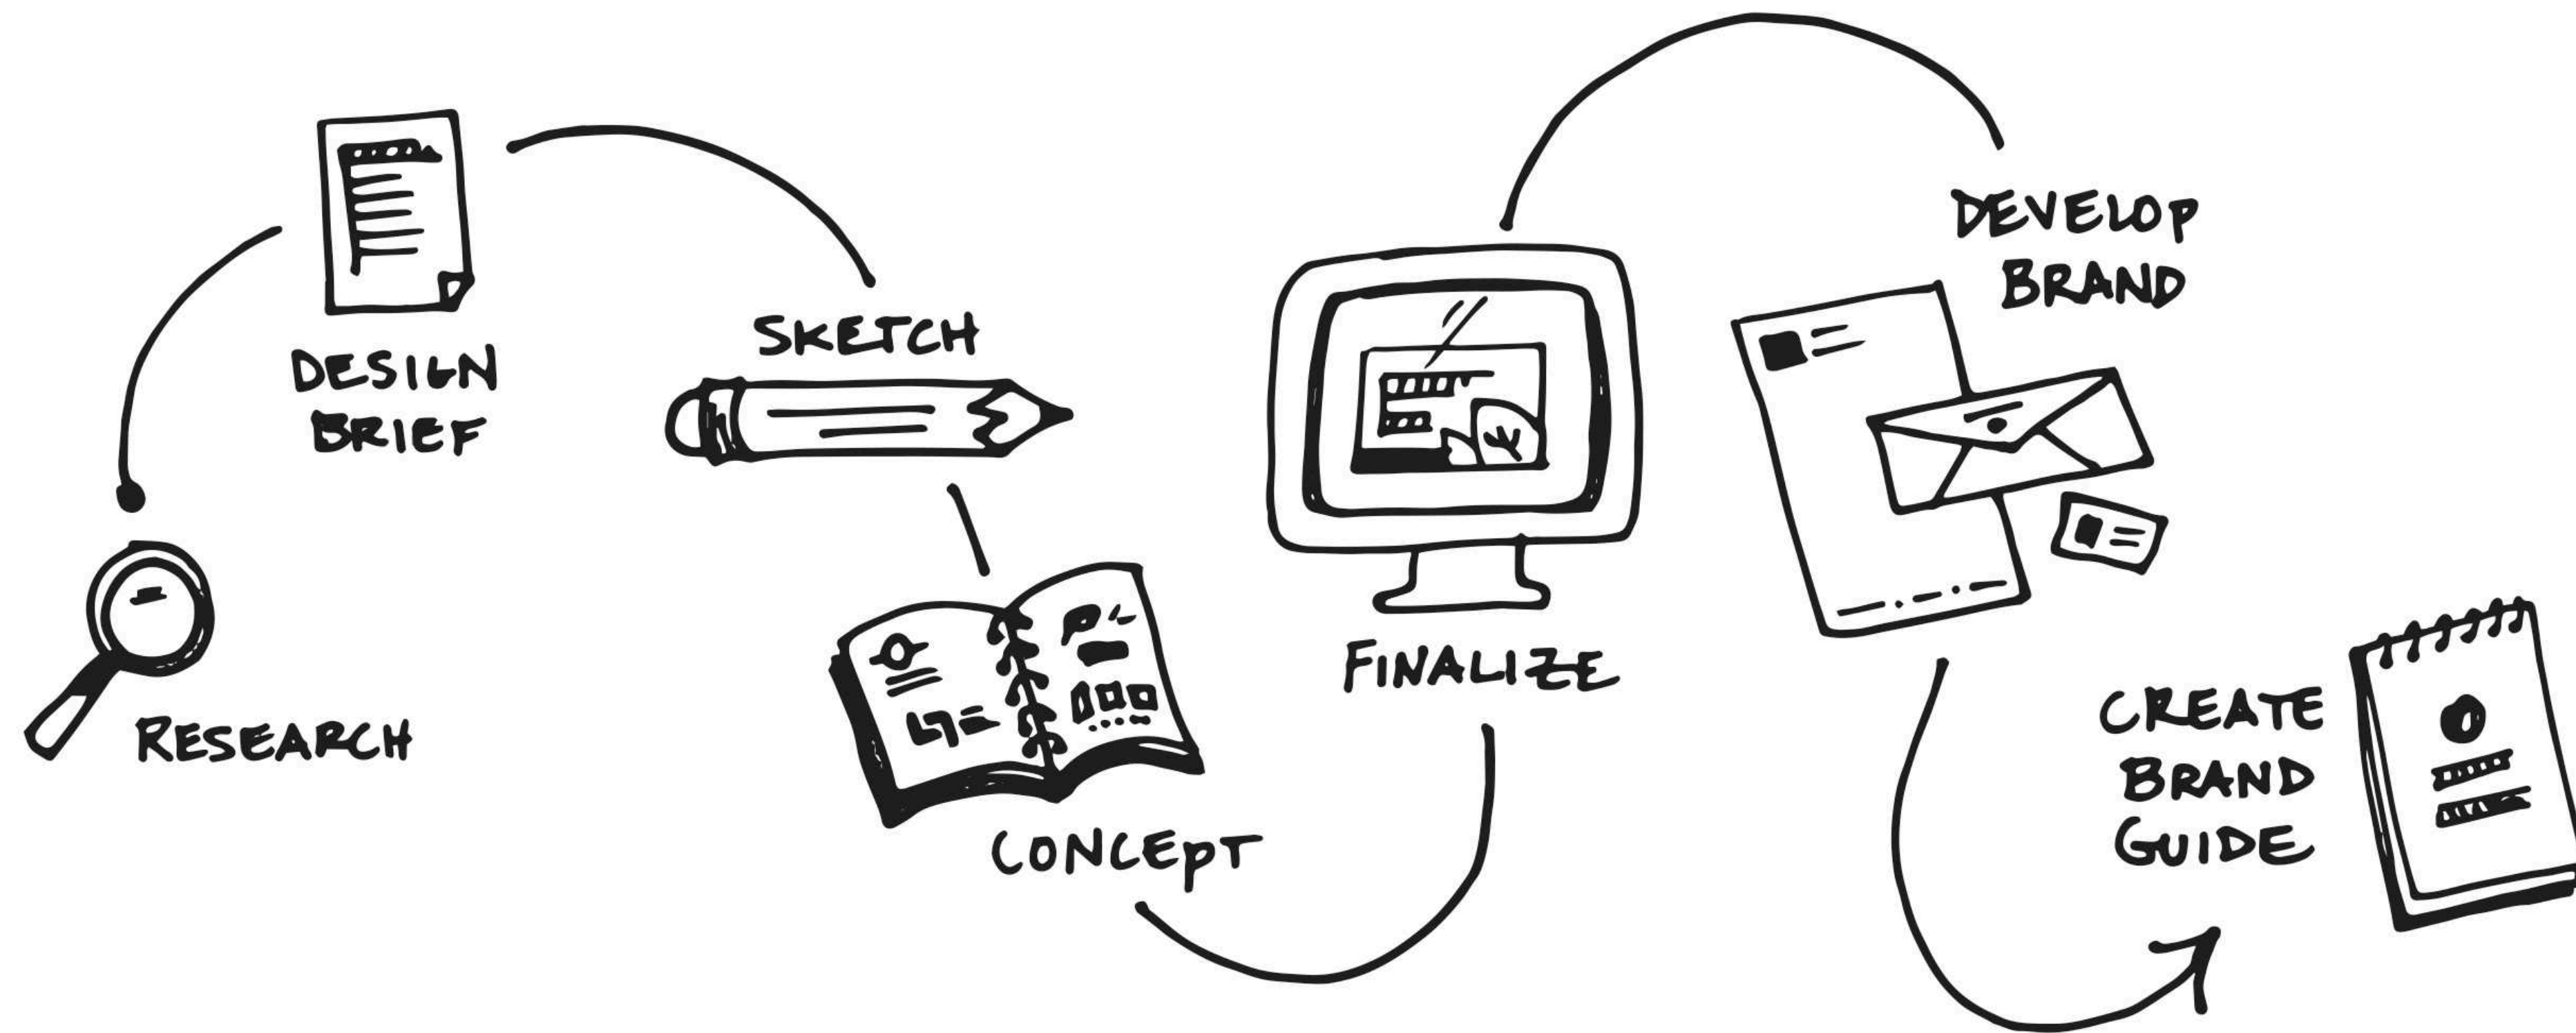 RESEARCH
DESIGN
BRIEF
SKETCH
CONCEPT
FINALIZE
DEVELOP
BRAND
CREATE
BRAND
GUIDE